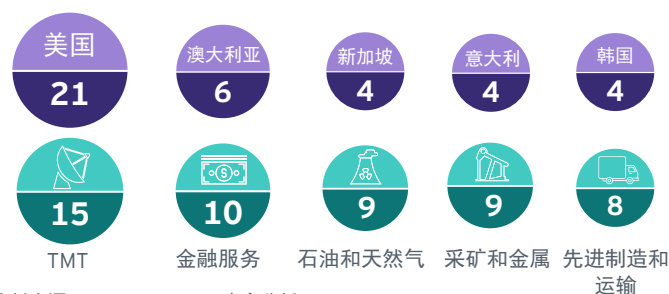 美国
21
澳大利亚
6
新加坡
4
意大利
4
韩国
4
15
TMT
10
金融服务
9
石油和天然气
9
采矿和金属
8
先进制造和
运输